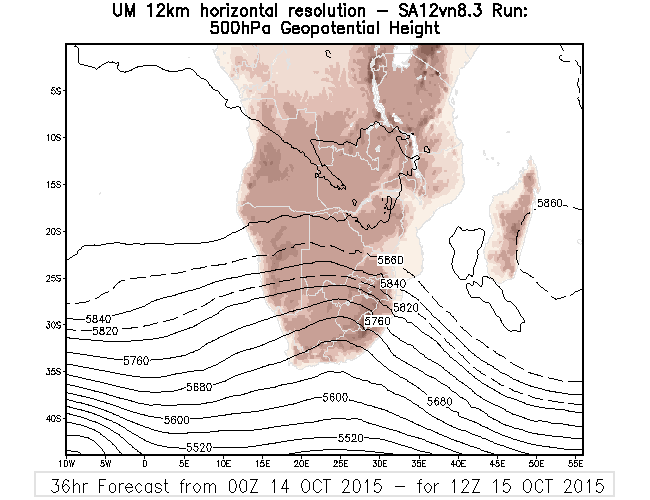 UM 12km horizontal resolution – SA12vn8.3 Run:
500hPa Geopotential Height
5S
10S
15S
5860
20S
5860
25S
5840
5840
5820
5820
30S
5760
5760
35S
5680
5600
5680
5600
40S
5520
5520
10W 5W 0 5E 10E 15E 20E 25E 30E 35E 40E 45E 50E 55E
36hr Forecast from 00Z 14 OCT 2015 – for 12Z 15 OCT 2015